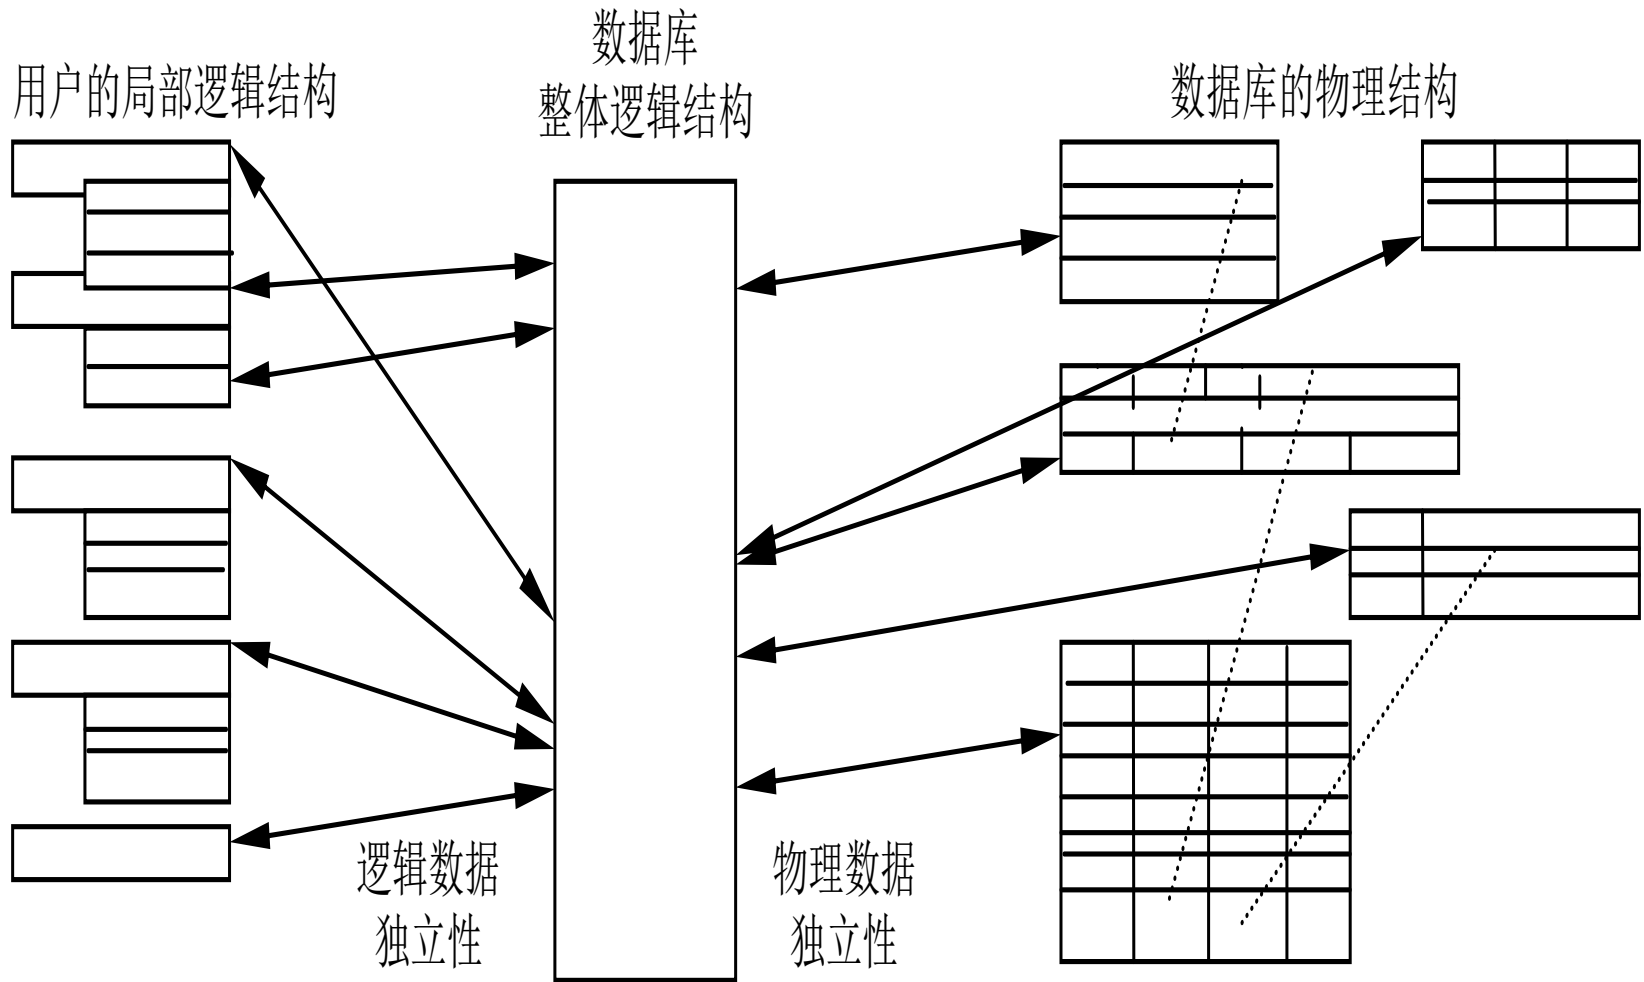 用户的局部逻辑结构
数据库
整体逻辑结构
数据库的物理结构
逻辑数据
独立性
物理数据
独立性